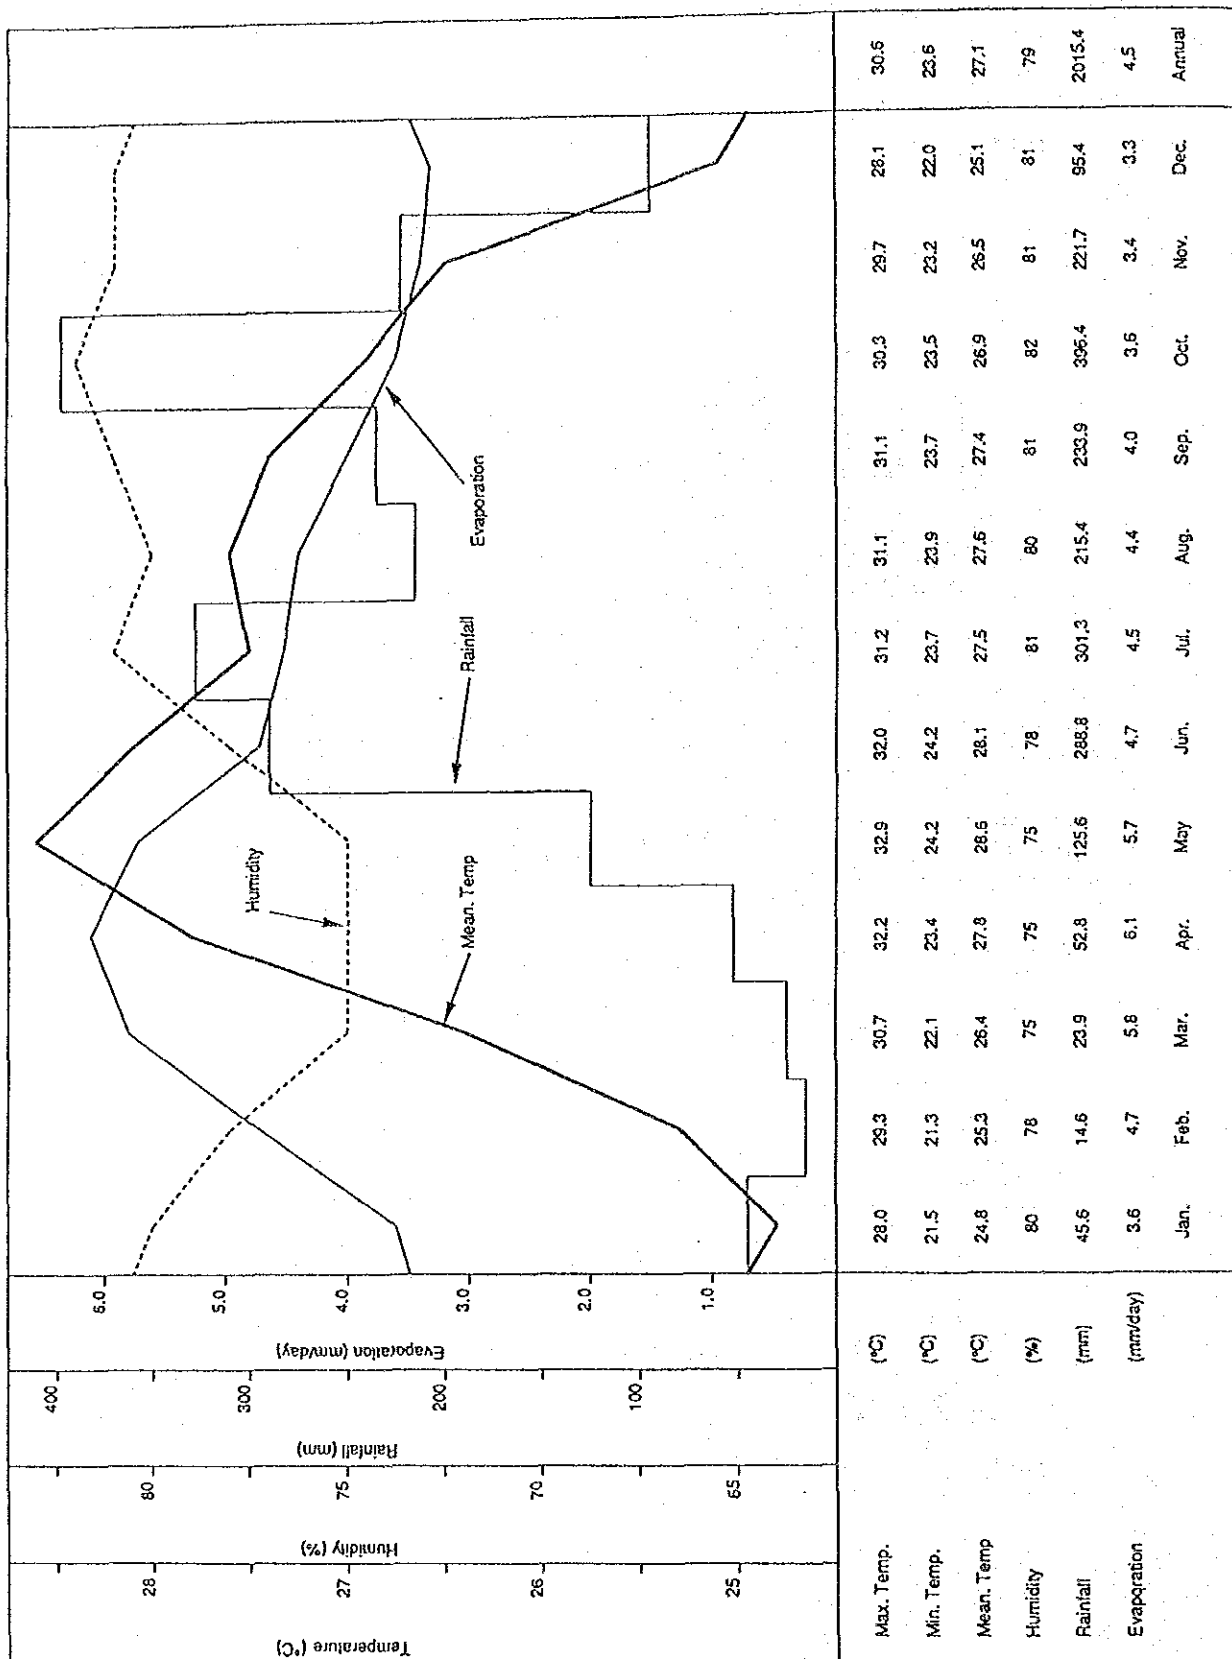 Temperature (°C)
28
27
26
25
Humidity (%)
80
75
70
65
Rainfall (mm)
400
300
200
100
Evaporation (mm/day)
6.0
5.0
4.0
3.0
2.0
1.0
Humidity
Mean. Temp
Rainfall
Evaporation
Max. Temp. (°C) 28.0 29.3 30.7 32.2 32.9 32.0 31.2 31.1 31.1 30.3 29.7 28.1 30.6
Min. Temp. (°C) 21.5 21.3 22.1 23.4 24.2 24.2 23.7 23.9 23.7 23.5 23.2 22.0 23.6
Mean. Temp (°C) 24.8 25.3 26.4 27.8 28.6 28.1 27.5 27.6 27.4 26.9 26.5 25.1 27.1
Humidity (%) 80 78 75 75 75 78 81 80 81 82 81 81 79
Rainfall (mm) 45.6 14.6 23.9 52.8 125.6 288.8 301.3 215.4 233.9 396.4 221.7 95.4 2015.4
Evaporation (mm/day) 3.6 4.7 5.8 6.1 5.7 4.7 4.5 4.4 4.0 3.6 3.4 3.3 4.5
Jan. Feb. Mar. Apr. May Jun. Jul. Aug. Sep. Oct. Nov. Dec. Annual